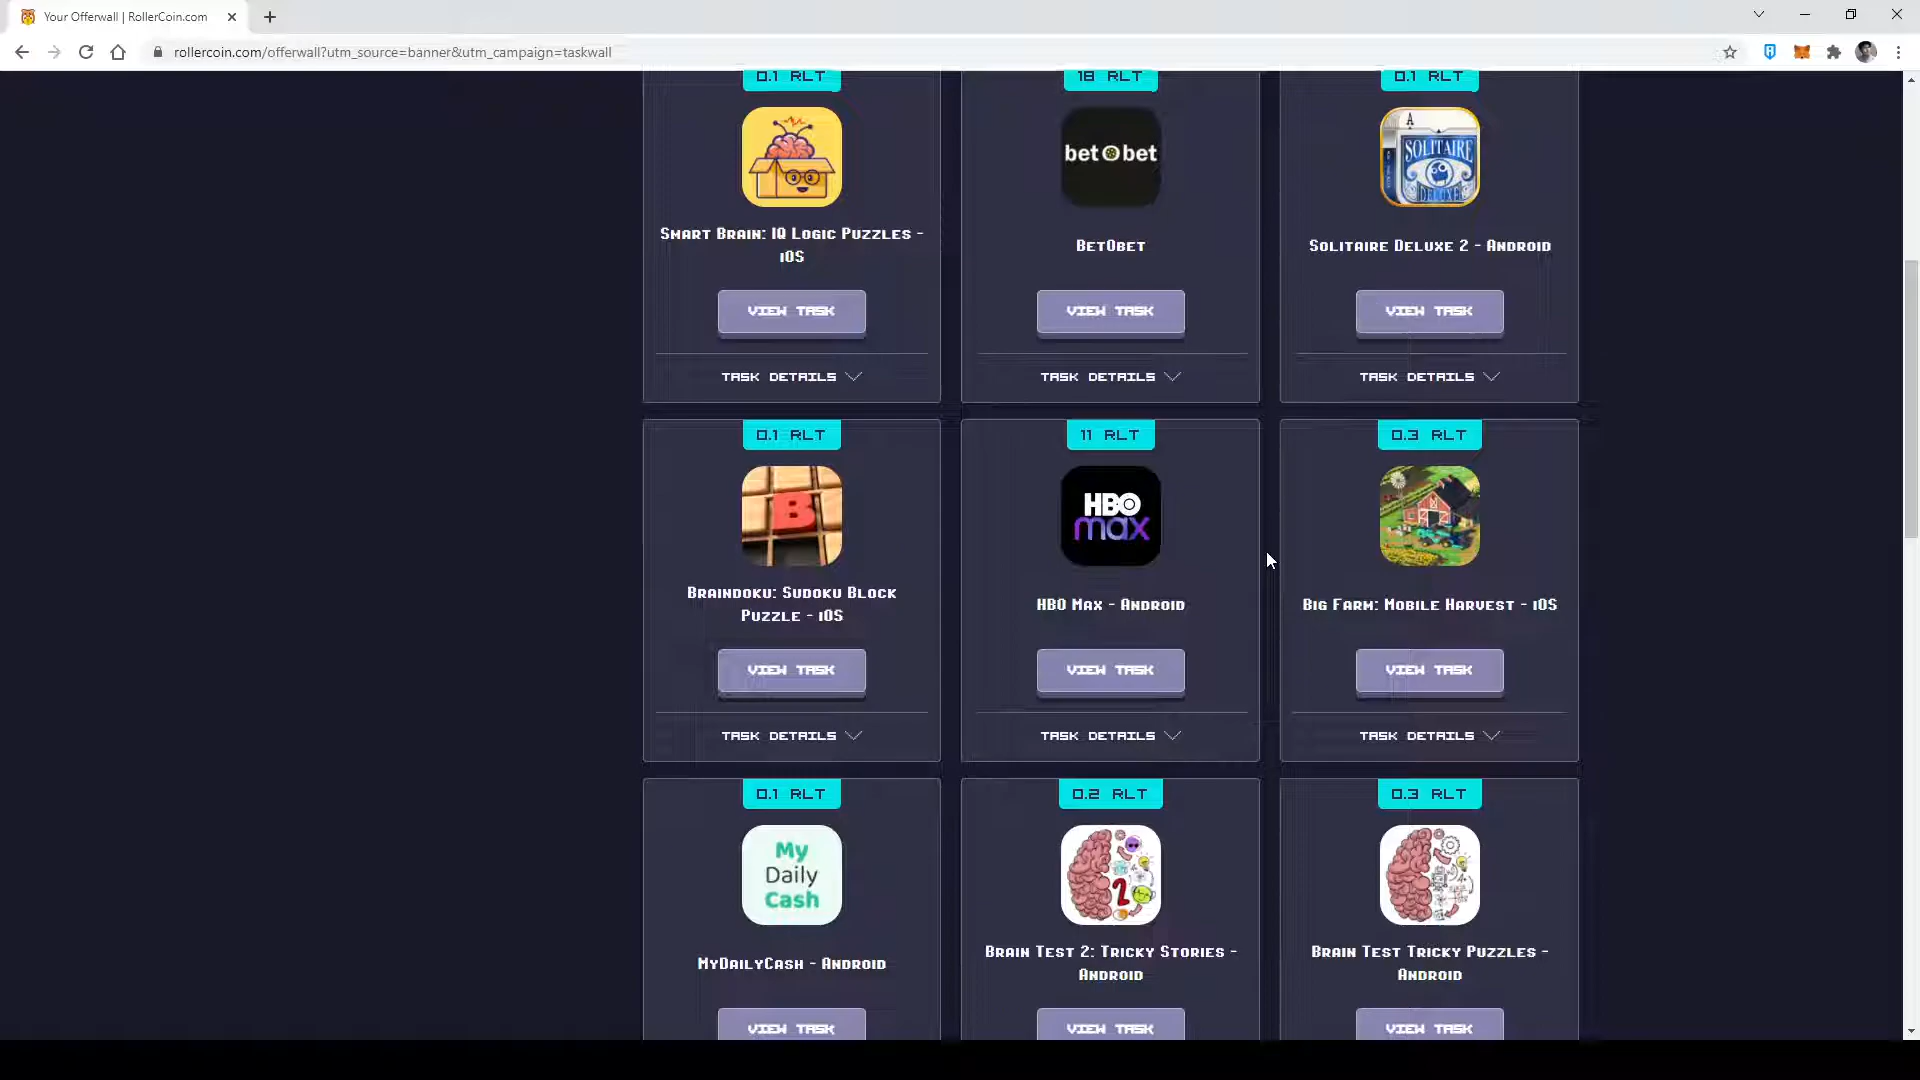 Your Offerwall | RollerCoin.com
rollercoin.com/offerwall?utm_source=banner&utm_campaign=taskwall
0.1 RLT
18 RLT
0.1 RLT
bet bet
A
SOLITAIRE
DELUXE
Smart Brain: IQ Logic Puzzles -
iOS
BetObet
Solitaire Deluxe 2 - Android
VIEW TASK
VIEW TASK
VIEW TASK
TASK DETAILS
TASK DETAILS
TASK DETAILS
0.1 RLT
11 RLT
0.3 RLT
B
HBO
max
Braindoku: Sudoku Block
Puzzle - iOS
HBO Max - Android
Big Farm: Mobile Harvest - iOS
VIEW TASK
VIEW TASK
VIEW TASK
TASK DETAILS
TASK DETAILS
TASK DETAILS
0.1 RLT
0.2 RLT
0.3 RLT
My
Daily
Cash
2
MyDailyCash - Android
Brain Test 2: Tricky Stories -
Android
Brain Test Tricky Puzzles -
Android
VIEW TASK
VIEW TASK
VIEW TASK